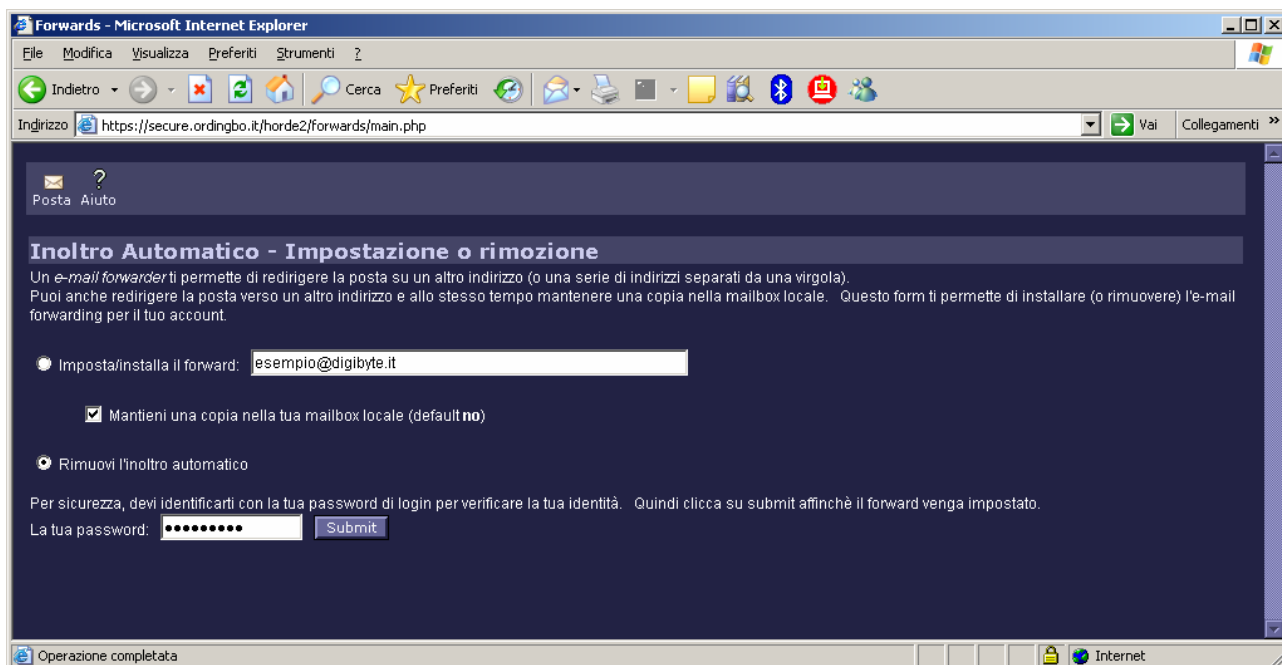 Forwards - Microsoft Internet Explorer
File Modifica Visualizza Preferiti Strumenti ?
Indietro Cerca Preferiti
Indirizzo https://secure.ordingbo.it/horde2/forwards/main.php Vai Collegamenti »
Posta Aiuto
Inoltro Automatico - Impostazione o rimozione
Un e-mail forwarder ti permette di redirigere la posta su un altro indirizzo (o una serie di indirizzi separati da una virgola).
Puoi anche redirigere la posta verso un altro indirizzo e allo stesso tempo mantenere una copia nella mailbox locale. Questo form ti permette di installare (o rimuovere) l'e-mail
forwarding per il tuo account.
Imposta/installa il forward: esempio@digibyte.it
Mantieni una copia nella tua mailbox locale (default no)
Rimuovi l'inoltro automatico
Per sicurezza, devi identificarti con la tua password di login per verificare la tua identità. Quindi clicca su submit affinchè il forward venga impostato.
La tua password: ●●●●●●●●● Submit
Operazione completata Internet